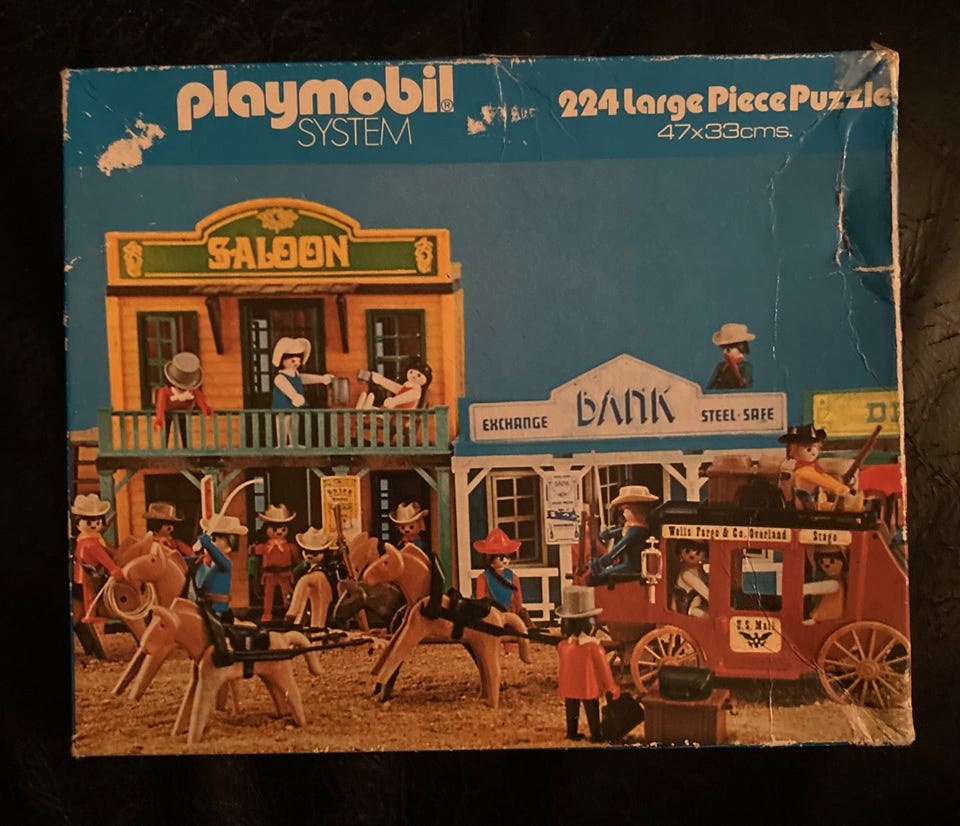 playmobil®
SYSTEM
224 Large Piece Puzzle
47x33cms.
SALOON
EXCHANGE BANK STEEL·SAFE
Wells Fargo & Co. Overland Stage
U.S. Mail